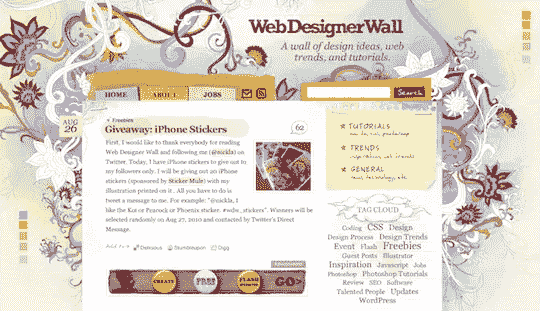 WebDesignerWall
A wall of design ideas, web
trends, and tutorials.
HOME
ABOUT
JOBS
Search
AUG
26
Freebies
Giveaway: iPhone Stickers
62
First, I would like to thank everybody for reading
Web Designer Wall and following me (@nickla) on
Twitter. Today, I have iPhone stickers to give out to
my followers only. I will be giving out an iPhone
stickers (sponsored by Sticker Mule) with my
illustration printed on it. All you have to do is
tweet a message to me. For example: "@nickla, I
like the Kat or Peacock or Phoenix sticker. #wdw_stickers". Winners will be
selected randomly on Aug 27, 2010 and contacted by Twitter's Direct
Message.
Add to
Delicious
Stumbleupon
Digg
CREATE
FREE
FLASH
GO>
TUTORIALS
TRENDS
GENERAL
TAG CLOUD
Coding CSS Design
Design Process Design Trends
Event Flash Freebies
Guest Posts Illustrator
Inspiration Javascript Jobs
Photoshop Photoshop Tutorials
Review SEO Software
Talented People Updates
WordPress